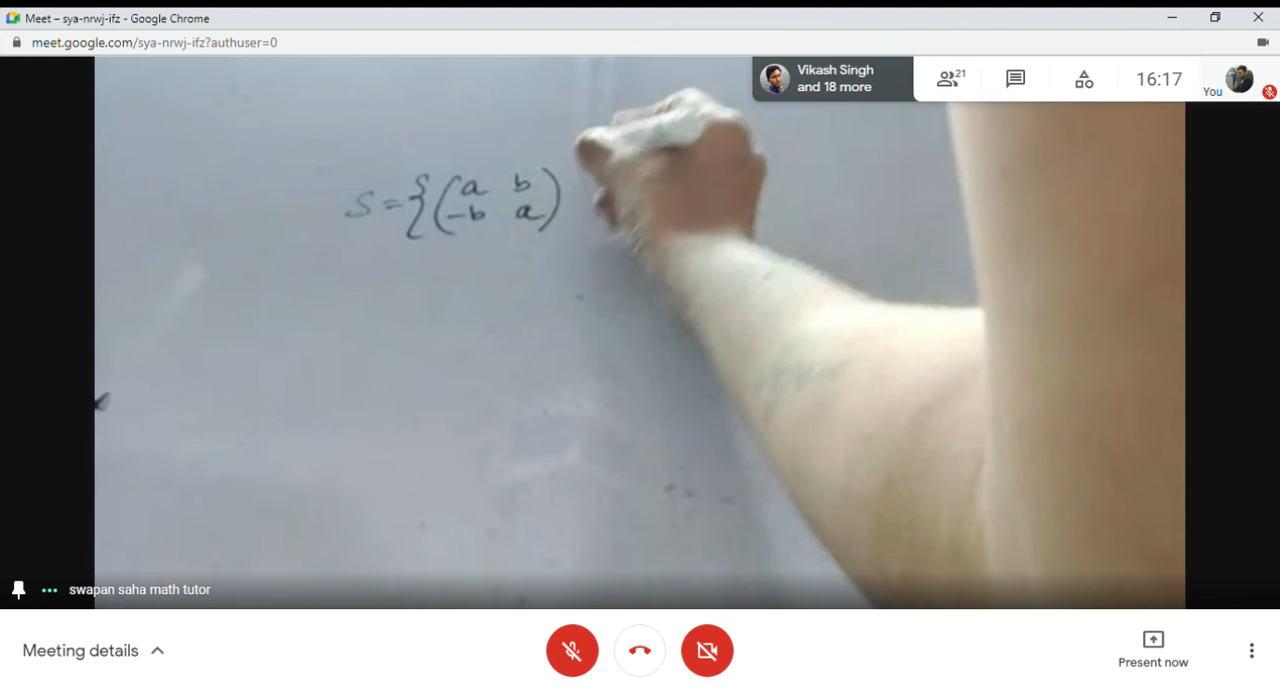 Meet – sya-nrwj-ifz - Google Chrome
meet.google.com/sya-nrwj-ifz?authuser=0
Vikash Singh
and 18 more
21
16:17
You
S = { ( a b
-b a )
swapan saha math tutor
Meeting details
Present now